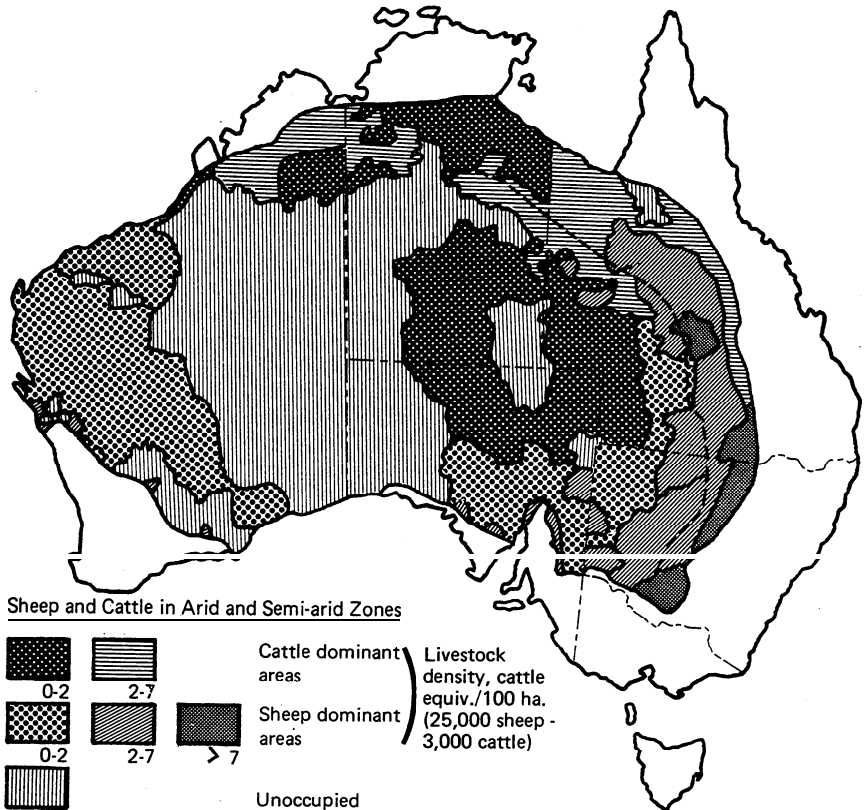 Sheep and Cattle in Arid and Semi-arid Zones
0-2
2-7
Cattle dominant
areas
0-2
2-7
> 7
Sheep dominant
areas
Unoccupied
Livestock
density, cattle
equiv./100 ha.
(25,000 sheep -
3,000 cattle)